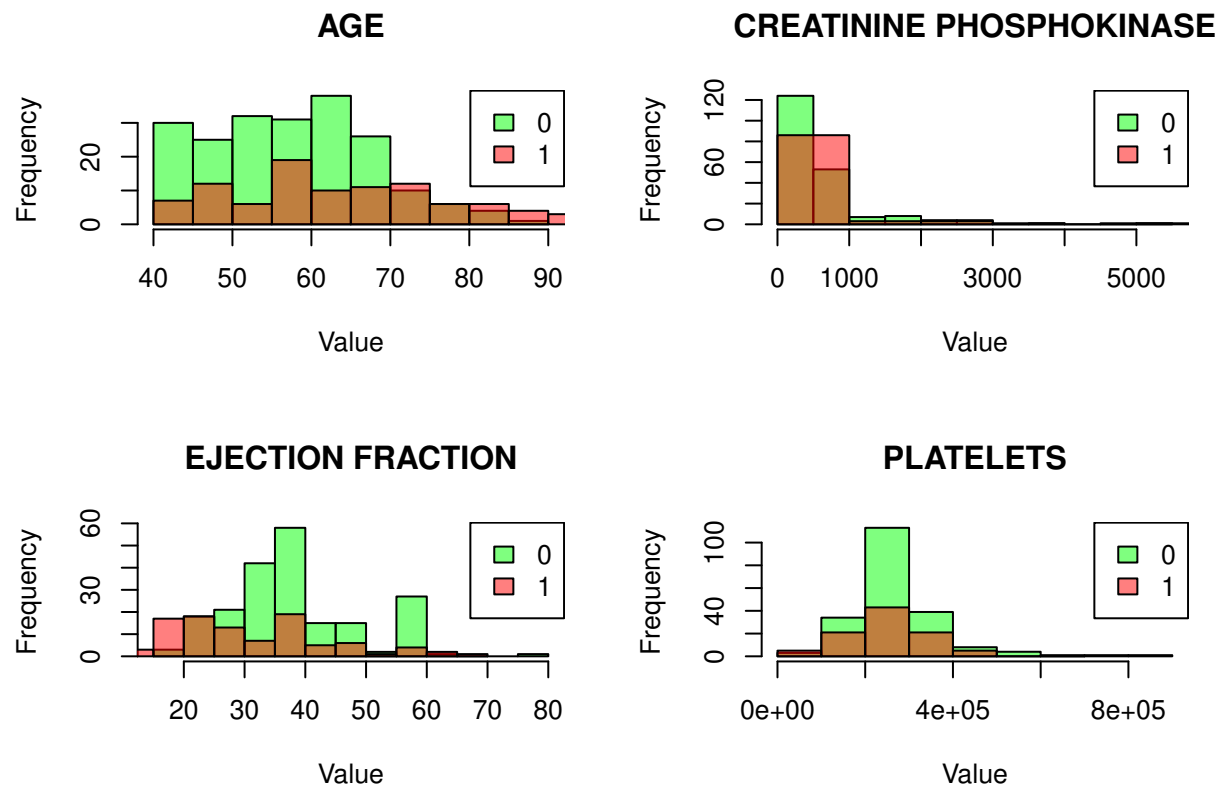 AGE
Frequency
0
20
0
1
40 50 60 70 80 90
Value
CREATININE PHOSPHOKINASE
Frequency
0
60
120
0
1
0 1000 3000 5000
Value
EJECTION FRACTION
Frequency
0
30
60
0
1
20 30 40 50 60 70 80
Value
PLATELETS
Frequency
0
40
100
0
1
0e+00 4e+05 8e+05
Value